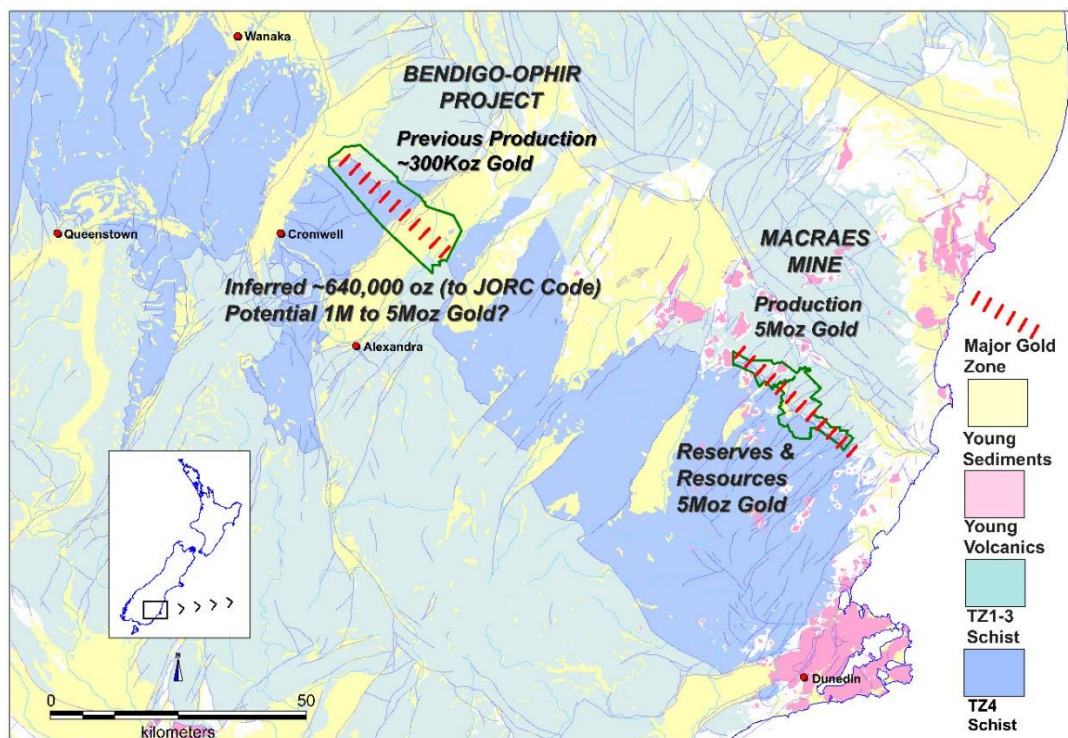 Wanaka
BENDIGO-OPHIR
PROJECT
Previous Production
~300Koz Gold
Queenstown
Cromwell
Inferred ~640,000 oz (to JORC Code)
Potential 1M to 5Moz Gold?
Alexandra
MACRAES
MINE
Production
5Moz Gold
Reserves &
Resources
5Moz Gold
Dunedin
Major Gold
Zone
Young
Sediments
Young
Volcanics
TZ1-3
Schist
TZ4
Schist
N
0 50
kilometers